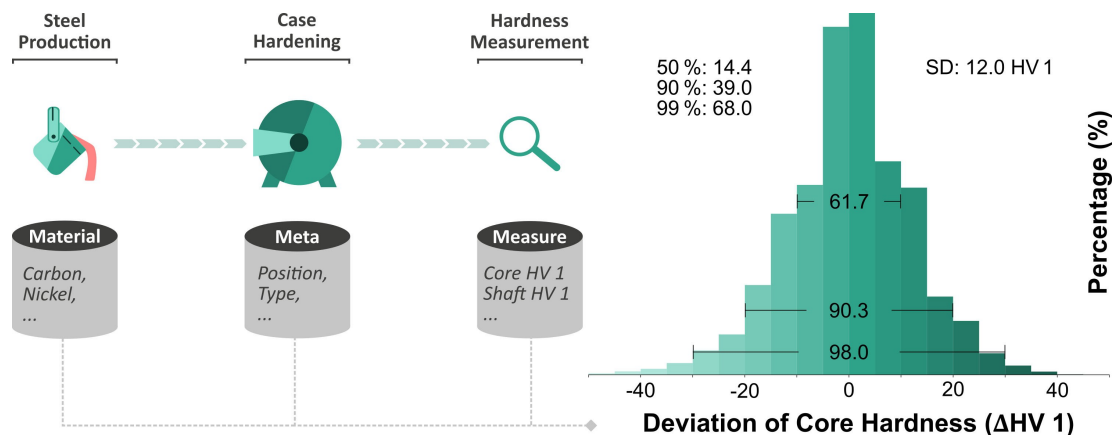 Steel
Production
Case
Hardening
Hardness
Measurement
Material
Carbon,
Nickel,
...
Meta
Position,
Type,
...
Measure
Core HV 1
Shaft HV 1
...
50 %: 14.4
90 %: 39.0
99 %: 68.0
SD: 12.0 HV 1
61.7
90.3
98.0
Percentage (%)
-40
-20
0
20
40
Deviation of Core Hardness (ΔHV 1)